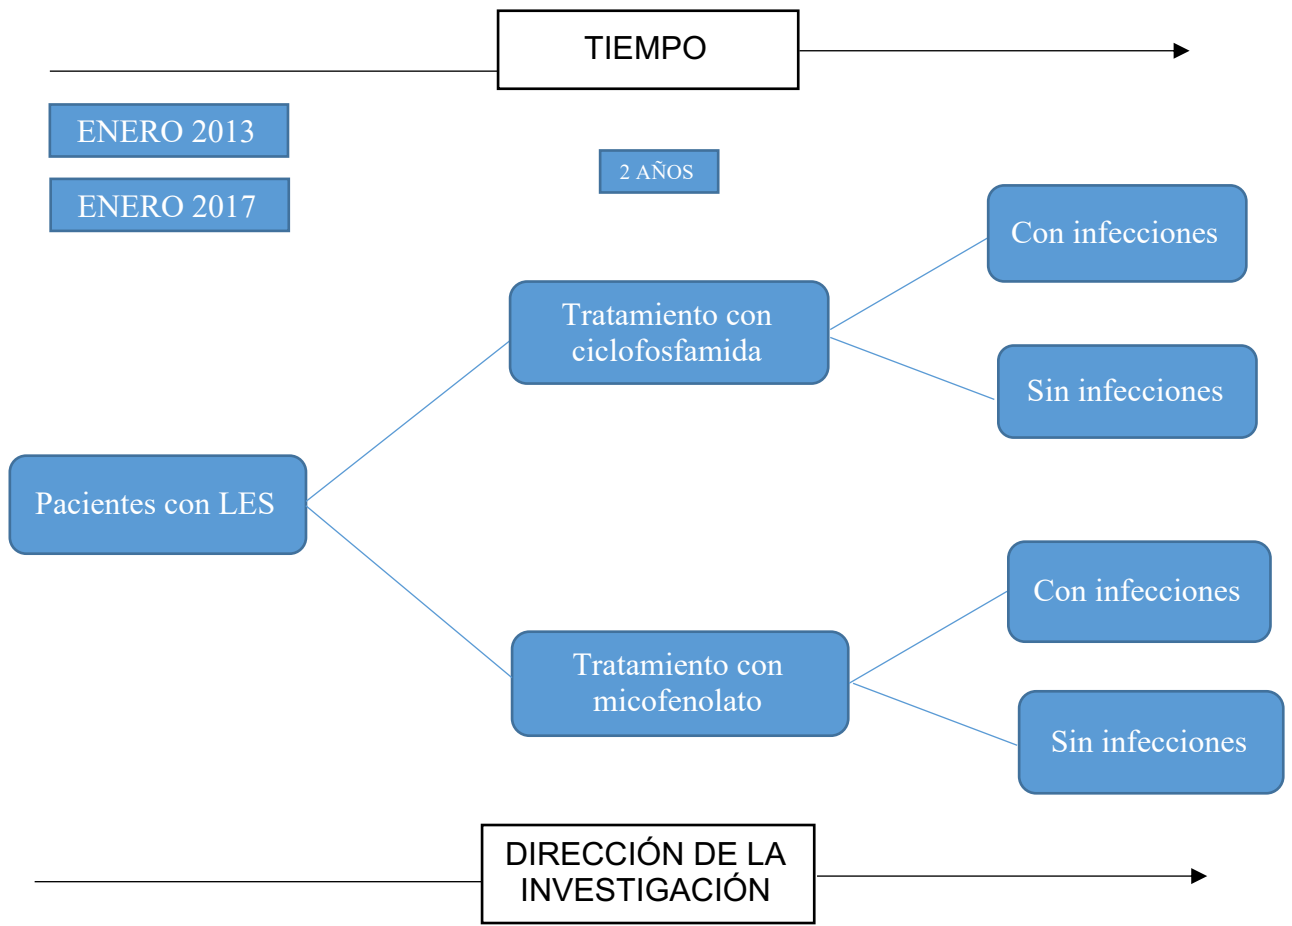 TIEMPO
ENERO 2013
2 AÑOS
ENERO 2017
Con infecciones
Tratamiento con
ciclofosfamida
Sin infecciones
Pacientes con LES
Con infecciones
Tratamiento con
micofenolato
Sin infecciones
DIRECCIÓN DE LA
INVESTIGACIÓN